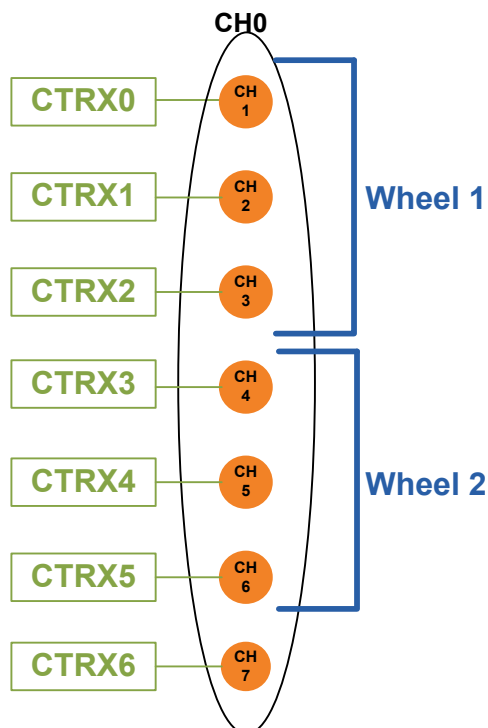 CH0
CTRX0
CH
1
CTRX1
CH
2
Wheel 1
CTRX2
CH
3
CTRX3
CH
4
CTRX4
CH
5
Wheel 2
CTRX5
CH
6
CTRX6
CH
7